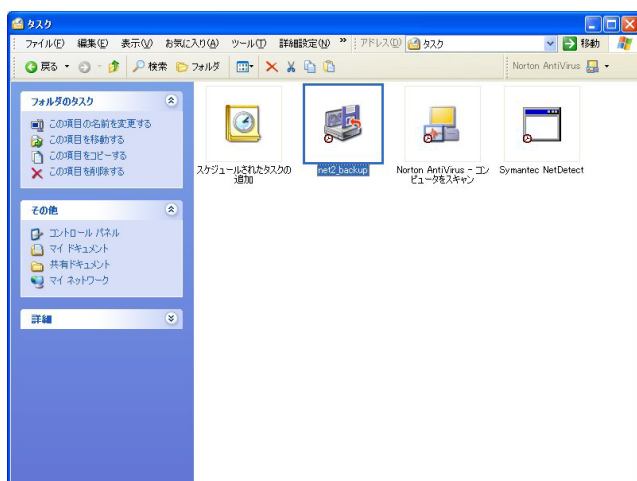 タスク
ファイル(F) 編集(E) 表示(V) お気に入り(A) ツール(T) 詳細設定(N) » アドレス(D) タスク 移動
戻る 検索 フォルダ Norton AntiVirus
フォルダのタスク
この項目の名前を変更する
この項目を移動する
この項目をコピーする
この項目を削除する
その他
コントロール パネル
マイ ドキュメント
共有ドキュメント
マイ ネットワーク
詳細
スケジュールされたタスクの
追加
net2_backup
Norton AntiVirus - コン
ピュータをスキャン
Symantec NetDetect